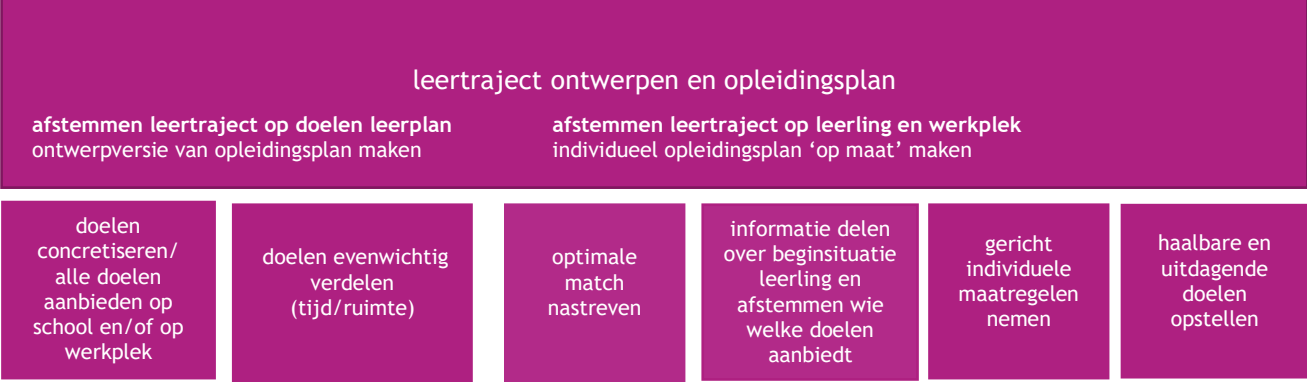 leertraject ontwerpen en opleidingsplan
afstemmen leertraject op doelen leerplan
ontwerpversie van opleidingsplan maken
afstemmen leertraject op leerling en werkplek
individueel opleidingsplan ‘op maat’ maken
doelen
concretiseren/
alle doelen
aanbieden op
school en/of op
werkplek
doelen evenwichtig
verdelen
(tijd/ruimte)
optimale
match
nastreven
informatie delen
over beginsituatie
leerling en
afstemmen wie
welke doelen
aanbiedt
gericht
individuele
maatregelen
nemen
haalbare en
uitdagende
doelen
opstellen